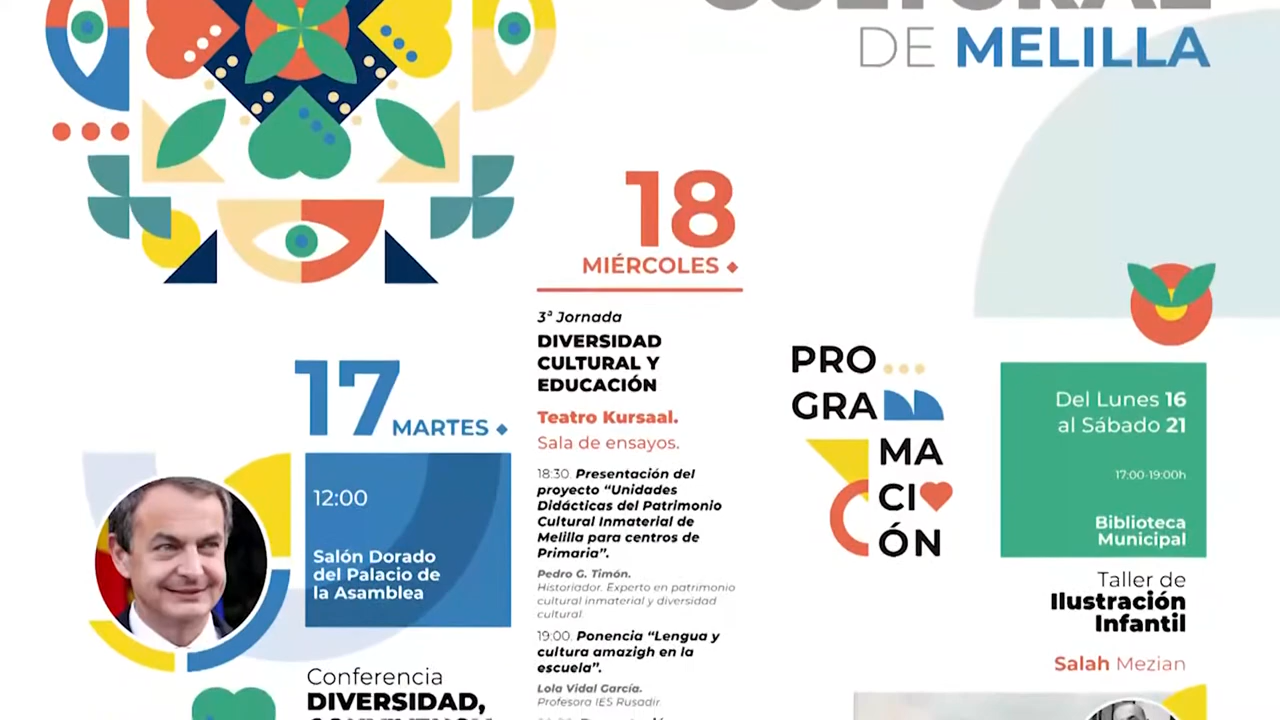 DE MELILLA
18
MIÉRCOLES
3ª Jornada
DIVERSIDAD
CULTURAL Y
EDUCACIÓN
Teatro Kursaal.
Sala de ensayos.
18:30. Presentación del
proyecto “Unidades
Didácticas del Patrimonio
Cultural Inmaterial de
Melilla para centros de
Primaria”.
Pedro G. Timón.
Historiador. Experto en patrimonio
cultural inmaterial y diversidad
cultural.
19:00. Ponencia “Lengua y
cultura amazigh en la
escuela”.
Lola Vidal García.
Profesora IES Rusadir
17 MARTES
12:00
Salón Dorado
del Palacio de
la Asamblea
Conferencia
DIVERSIDAD,
PRO
GRA
MA
CI
ÓN
Del Lunes 16
al Sábado 21
17:00-19:00h
Biblioteca
Municipal
Taller de
Ilustración
Infantil
Salah Mezian